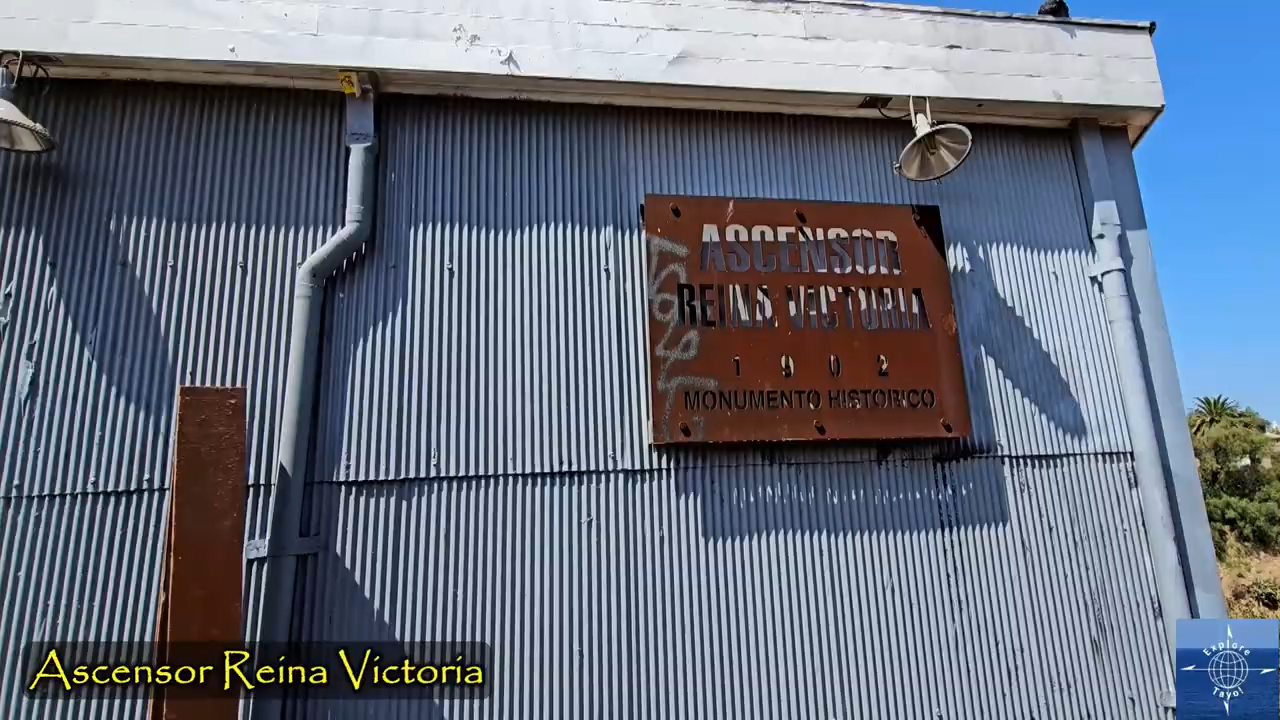 ASCENSOR
REINA VICTORIA
1902
MONUMENTO HISTORICO
Ascensor Reina Victoria
Explore
Tayo!